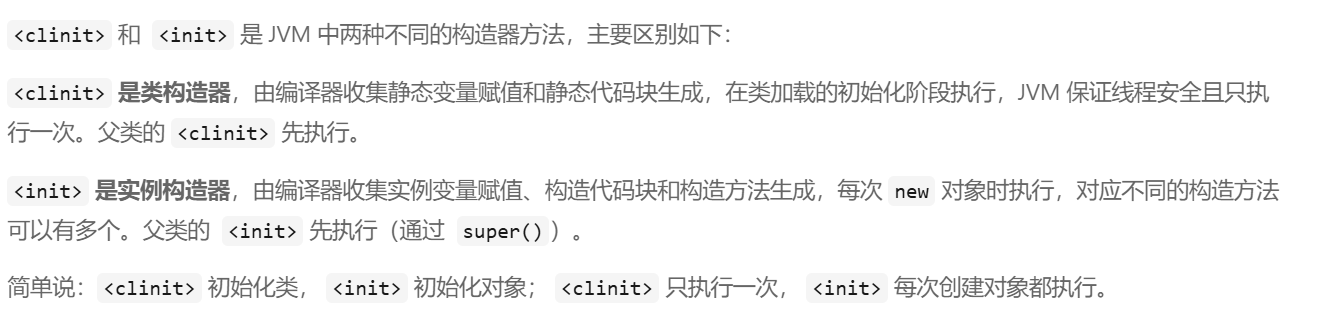 <clinit> 和 <init> 是 JVM 中两种不同的构造器方法，主要区别如下：
<clinit> 是类构造器，由编译器收集静态变量赋值和静态代码块生成，在类加载的初始化阶段执行，JVM 保证线程安全且只执
行一次。父类的 <clinit> 先执行。
<init> 是实例构造器，由编译器收集实例变量赋值、构造代码块和构造方法生成，每次 new 对象时执行，对应不同的构造方法
可以有多个。父类的 <init> 先执行（通过 super()）。
简单说：<clinit> 初始化类，<init> 初始化对象；<clinit> 只执行一次，<init> 每次创建对象都执行。